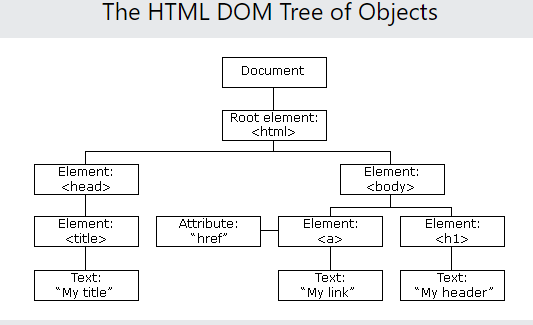 The HTML DOM Tree of Objects
Document
Root element:
<html>
Element:
<head>
Element:
<body>
Element:
<title>
Attribute:
“href”
Element:
<a>
Element:
<h1>
Text:
“My title”
Text:
“My link”
Text:
“My header”